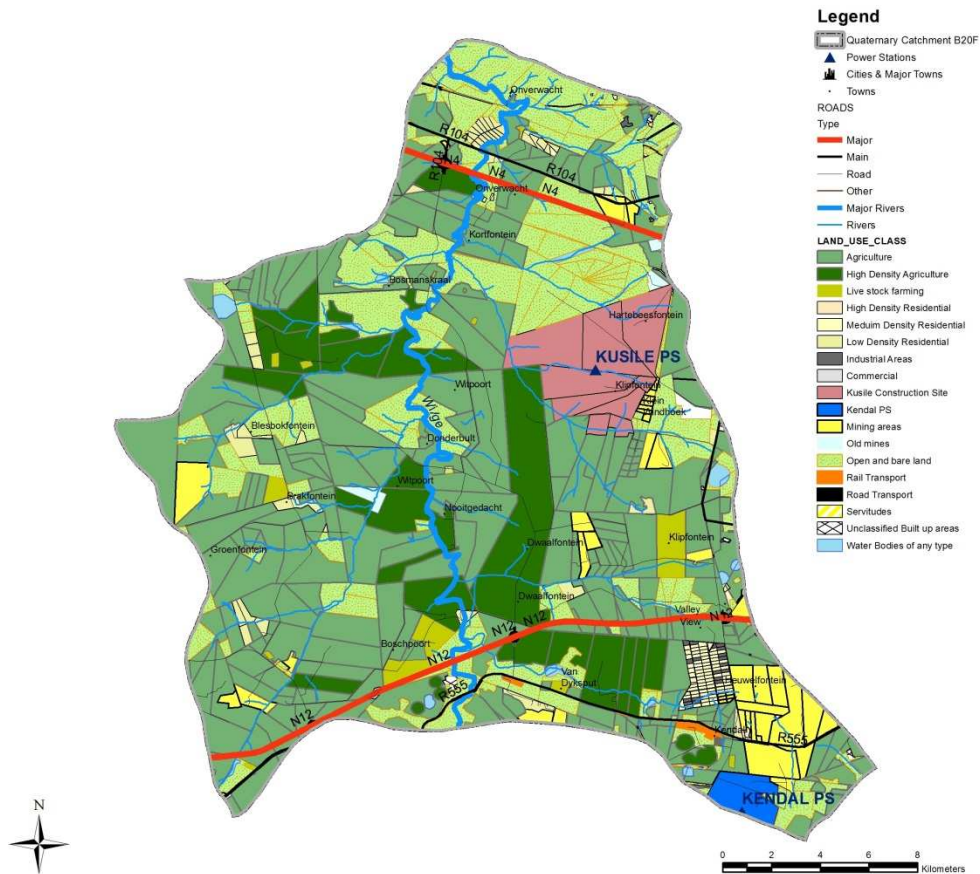 Legend
Quaternary Catchment B20F
Power Stations
Cities & Major Towns
Towns
ROADS
Type
Major
Main
Road
Other
Major Rivers
Rivers
LAND_USE_CLASS
Agriculture
High Density Agriculture
Live stock farming
High Density Residential
Meduim Density Residential
Low Density Residential
Industrial Areas
Commercial
Kusile Construction Site
Kendal PS
Mining areas
Old mines
Open and bare land
Rail Transport
Road Transport
Servitudes
Unclassified Built up areas
Water Bodies of any type
Onverwacht
R104
R104
N4
N4
R104
N4
Onverwacht
Kortfontein
Bosmanskraal
Hartebeesfontein
KUSILE PS
Klipfontein
Witpoort
Wilge
Blesbokfontein
Donderbult
Witpoort
Nooitgedacht
Groenfontein
Dwaalfontein
Klipfontein
Dwaalfontein
Valley
View
N12
N12
N12
Boschpoort
N12
Van
Dyksput
Heuwelfontein
R555
N12
Kendal
R555
KENDAL PS
N
0 2 4 6 8
Kilometers